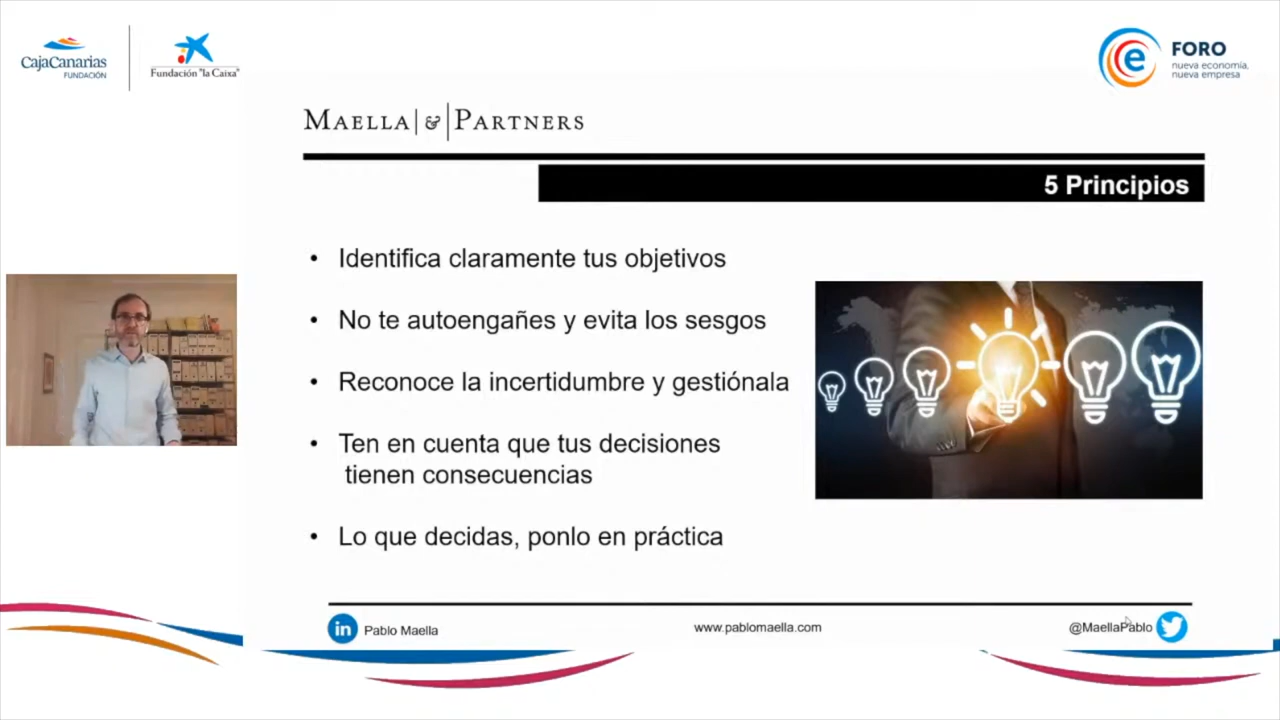 CajaCanarias
FUNDACIÓN
Fundación "la Caixa"
FORO
nueva economía,
nueva empresa
MAELLA & PARTNERS
5 Principios
• Identifica claramente tus objetivos
• No te autoengañes y evita los sesgos
• Reconoce la incertidumbre y gestiónala
• Ten en cuenta que tus decisiones
tienen consecuencias
• Lo que decidas, ponlo en práctica
in Pablo Maella
www.pablomaella.com
@MaellaPablo